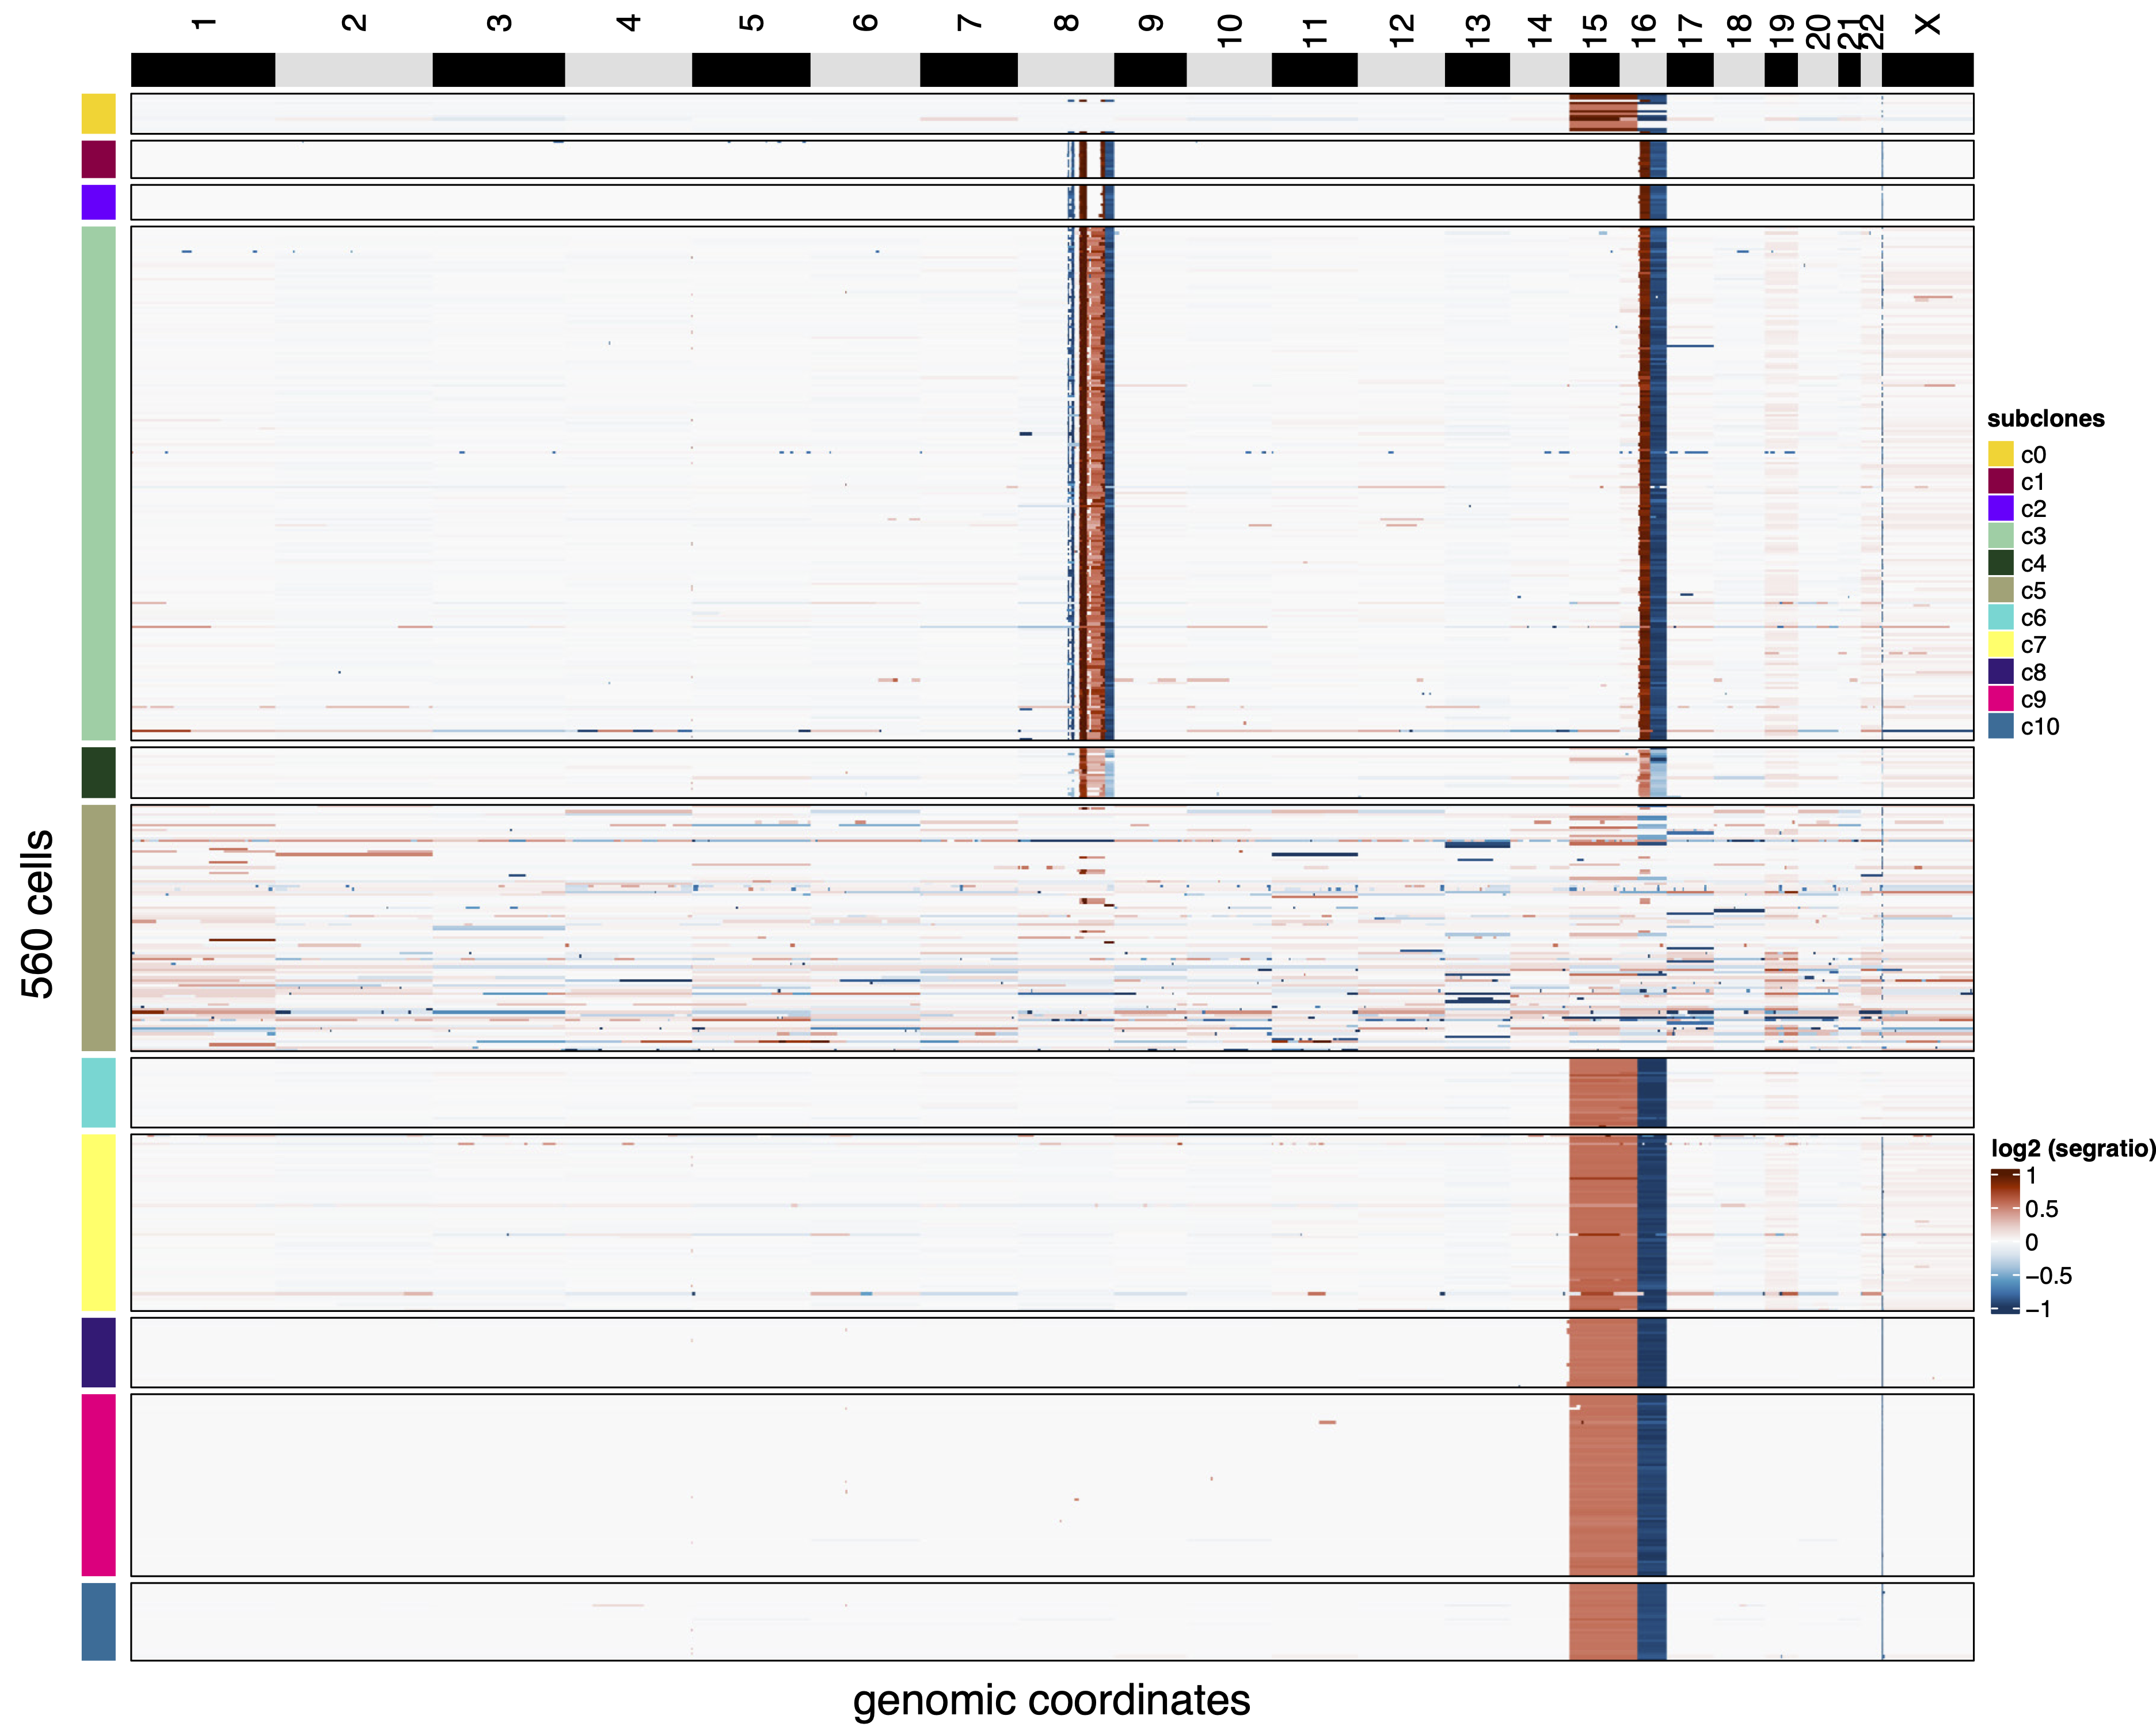 1 2 3 4 5 6 7 8 9 10 11 12 13 14 15 16 17 18 19 20 21 22 X
560 cells
subclones
c0
c1
c2
c3
c4
c5
c6
c7
c8
c9
c10
log2 (segratio)
1
0.5
0
−0.5
−1
genomic coordinates